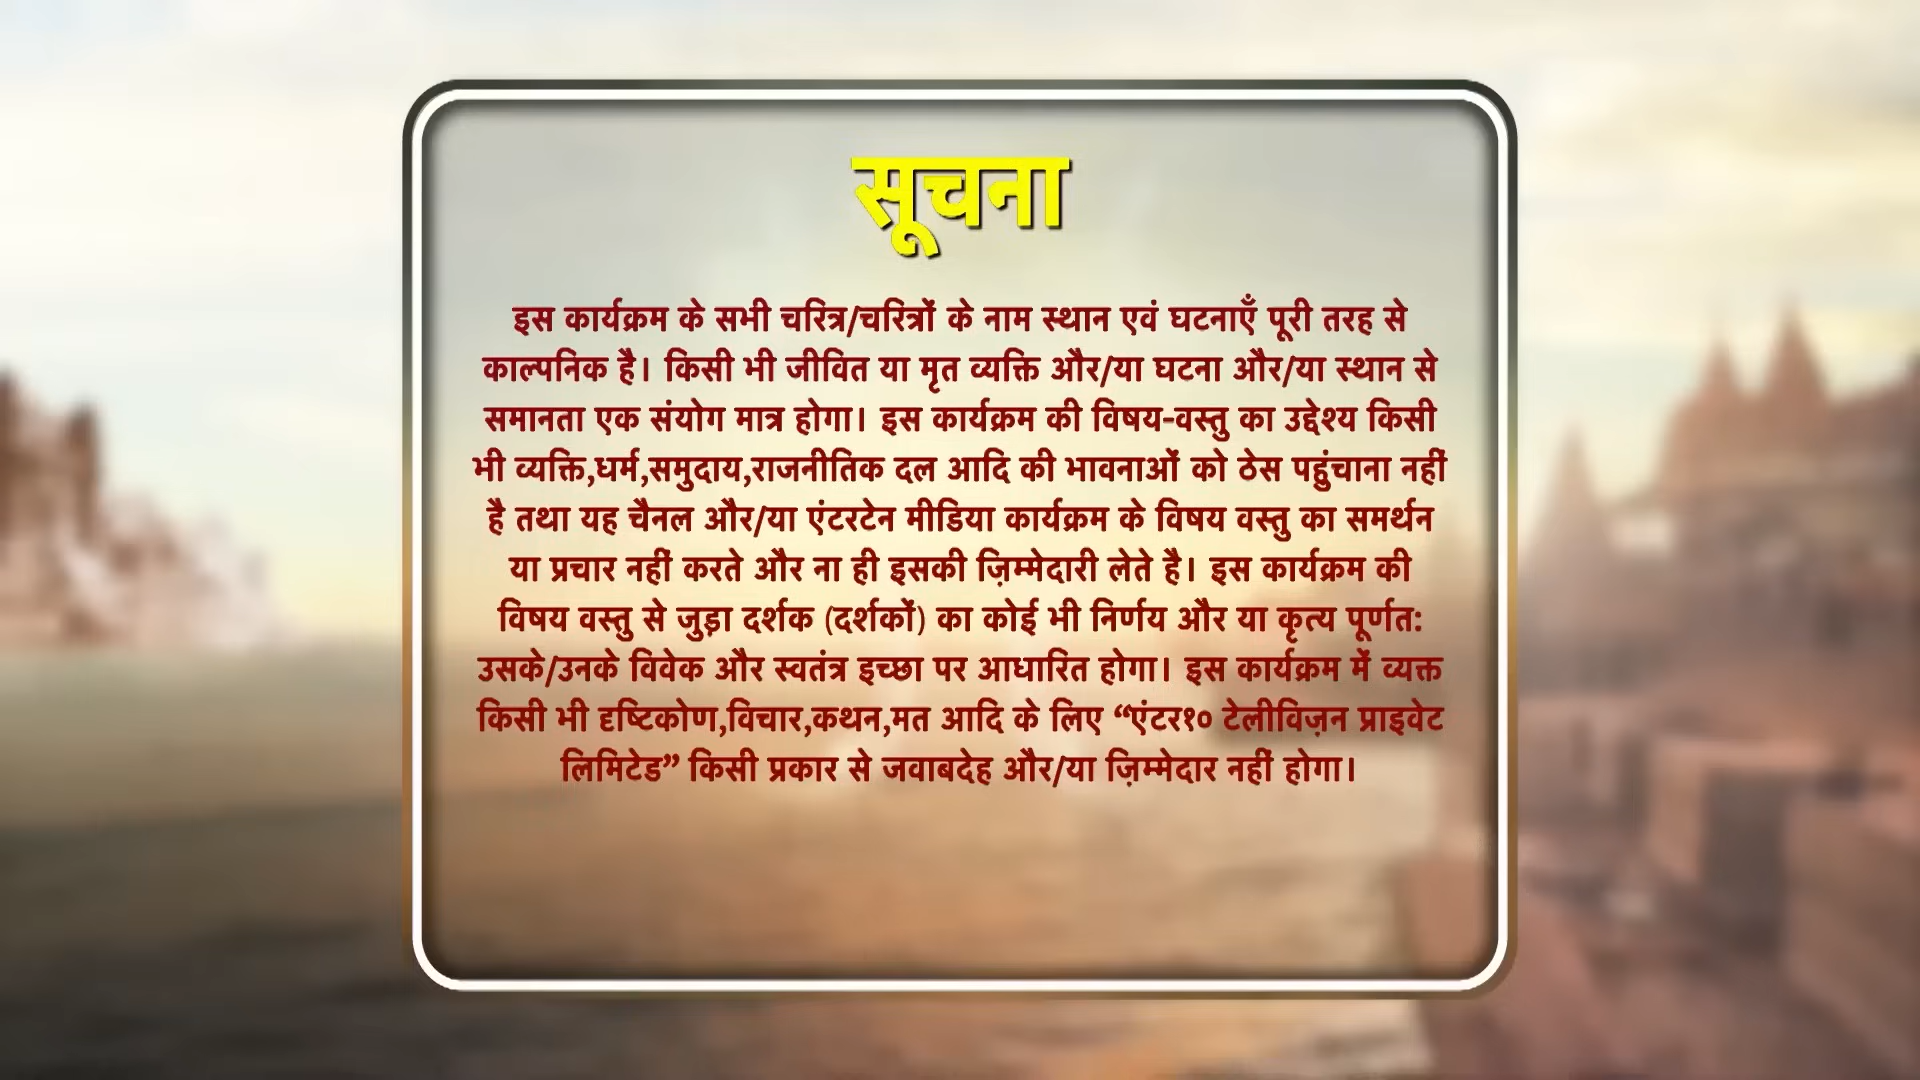 सूचना
इस कार्यक्रम के सभी चरित्र/चरित्रों के नाम स्थान एवं घटनाएँ पूरी तरह से
काल्पनिक है। किसी भी जीवित या मृत व्यक्ति और/या घटना और/या स्थान से
समानता एक संयोग मात्र होगा। इस कार्यक्रम की विषय-वस्तु का उद्देश्य किसी
भी व्यक्ति,धर्म,समुदाय,राजनीतिक दल आदि की भावनाओं को ठेस पहुंचाना नहीं
है तथा यह चैनल और/या एंटरटेन मीडिया कार्यक्रम के विषय वस्तु का समर्थन
या प्रचार नहीं करते और ना ही इसकी ज़िम्मेदारी लेते है। इस कार्यक्रम की
विषय वस्तु से जुड़ा दर्शक (दर्शकों) का कोई भी निर्णय और या कृत्य पूर्णत:
उसके/उनके विवेक और स्वतंत्र इच्छा पर आधारित होगा। इस कार्यक्रम में व्यक्त
किसी भी दृष्टिकोण,विचार,कथन,मत आदि के लिए “एंटर१० टेलीविज़न प्राइवेट
लिमिटेड” किसी प्रकार से जवाबदेह और/या ज़िम्मेदार नहीं होगा।